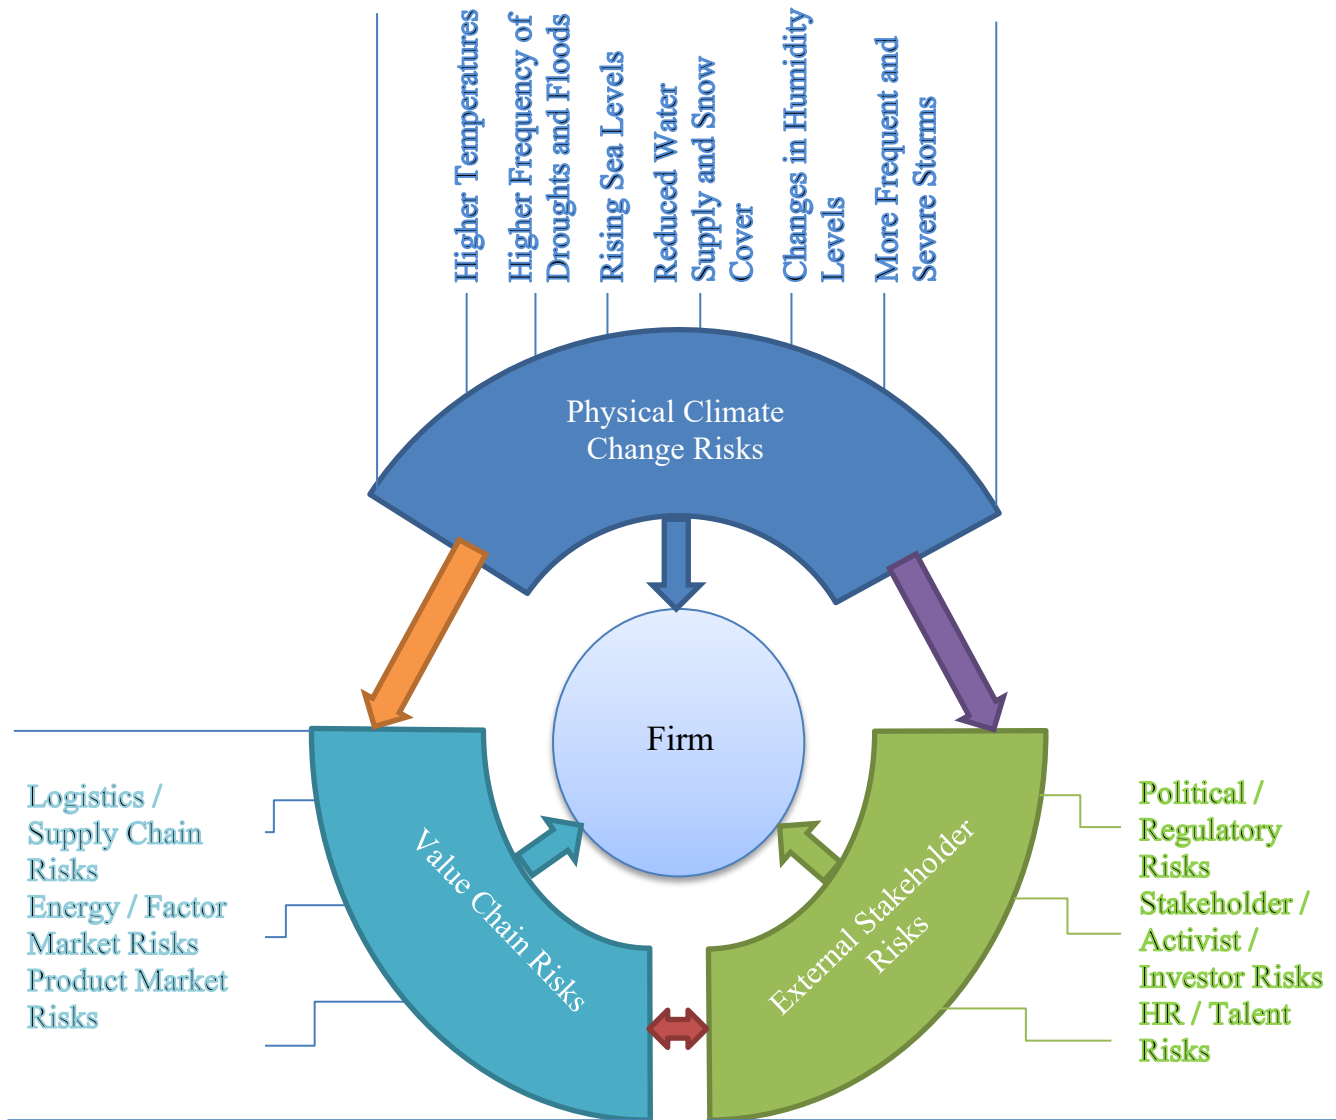 Higher Temperatures
Higher Frequency of
Droughts and Floods
Rising Sea Levels
Reduced Water
Supply and Snow
Cover
Changes in Humidity
Levels
More Frequent and
Severe Storms
Physical Climate
Change Risks
Firm
Logistics /
Supply Chain
Risks
Energy / Factor
Market Risks
Product Market
Risks
Value Chain Risks
External Stakeholder
Risks
Political /
Regulatory
Risks
Stakeholder /
Activist /
Investor Risks
HR / Talent
Risks